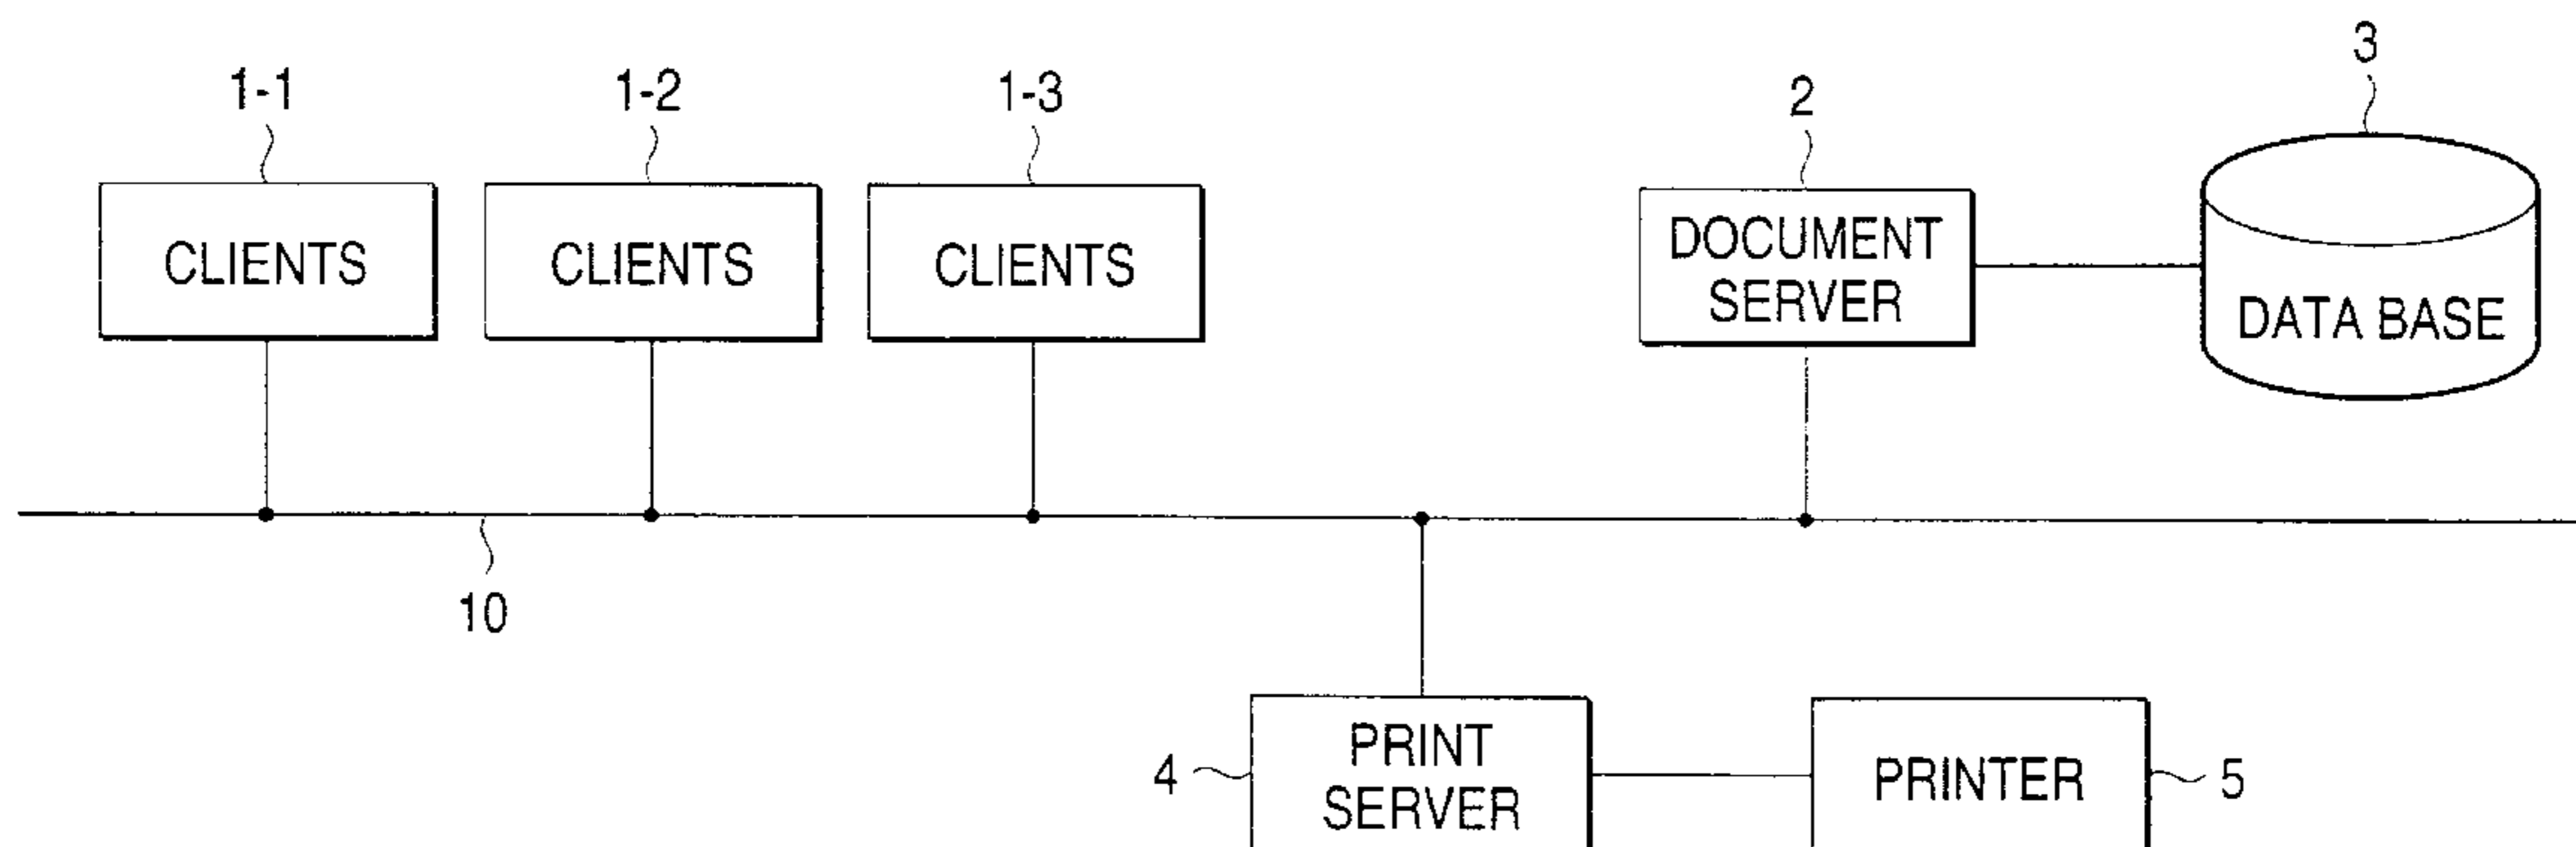 3
1-1
1-2
1-3
2
CLIENTS
CLIENTS
CLIENTS
DOCUMENT
SERVER
DATA BASE
10
4
PRINT
SERVER
PRINTER
5